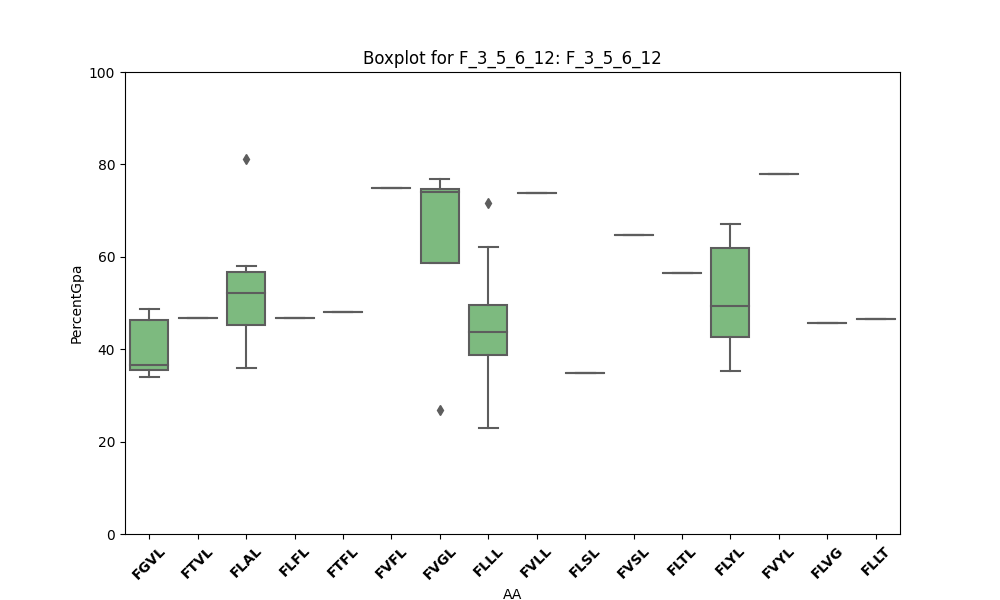 Boxplot for F_3_5_6_12: F_3_5_6_12
100
80
60
40
20
0
PercentGpa
FGVL FTVL FLAL FLFL FTFL FVFL FVGL FLLL FVLL FLSL FVSL FLTL FLYL FVYL FLVG FLLT
AA